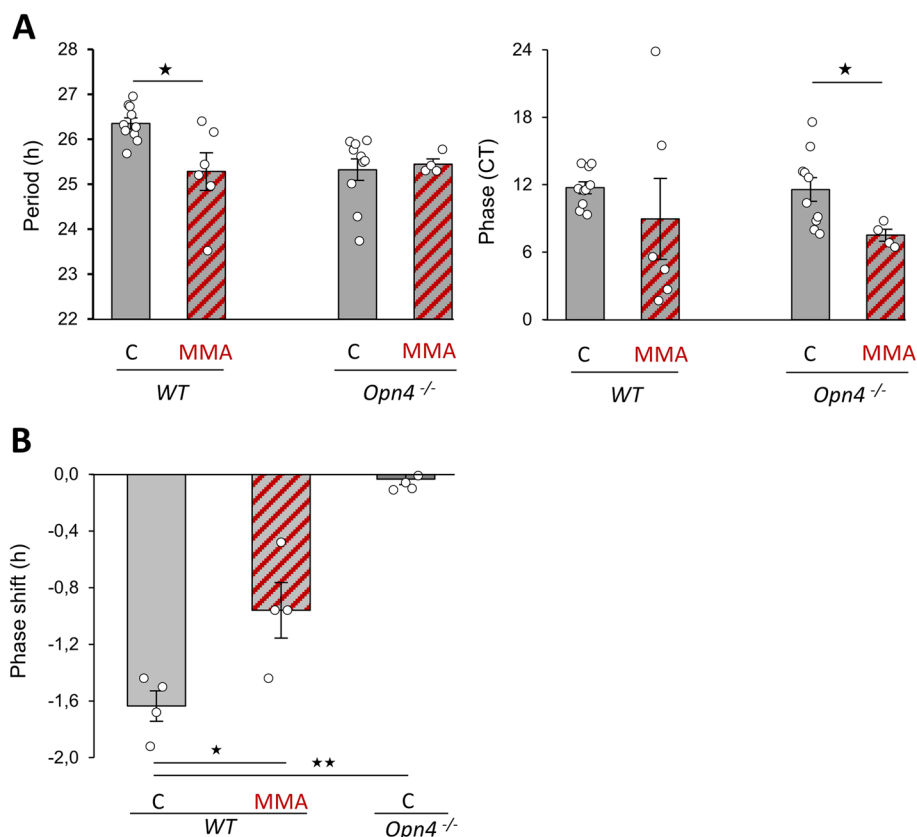 A
Period (h)
28
27
26
25
24
23
22
★
C
MMA
C
MMA
WT
Opn4 -/-
Phase (CT)
24
18
12
6
0
★
C
MMA
C
MMA
WT
Opn4 -/-
B
Phase shift (h)
0,0
-0,4
-0,8
-1,2
-1,6
-2,0
★
★★
C
MMA
C
WT
Opn4 -/-